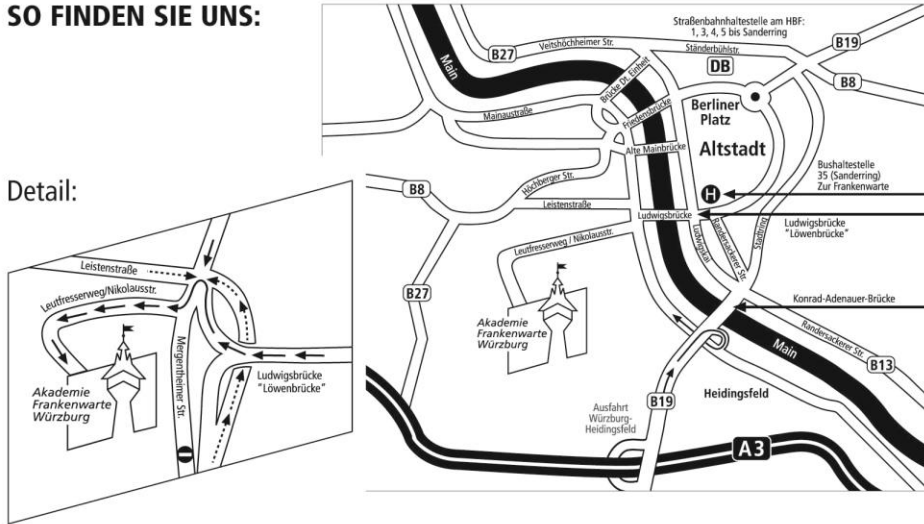 SO FINDEN SIE UNS:
Straßenbahnhaltestelle am HBF:
1, 3, 4, 5 bis Sanderring
B27
Veitshöchheimer Str.
Ständerbühlstr.
B19
DB
B8
Main
Brücke Dt. Einheit
Mainaustraße
Friedensbrücke
Berliner
Platz
Alte Mainbrücke
Altstadt
Detail:
Höchberger Str.
Bushaltestelle
35 (Sanderring)
Zur Frankenwarte
B8
H
Leistenstraße
Ludwigsbrücke
Ludwigsbrücke
"Löwenbrücke"
Leutfresserweg / Nikolausstr.
Ludwigskai
Randersackerer Str.
Stadtring
B27
Konrad-Adenauer-Brücke
Akademie
Frankenwarte
Würzburg
Main
Randersackerer Str.
B13
Heidingsfeld
B19
Ausfahrt
Würzburg-
Heidingsfeld
A3
Leistenstraße
Leutfresserweg/Nikolausstr.
Mergentheimer Str.
Ludwigsbrücke
"Löwenbrücke"
Akademie
Frankenwarte
Würzburg